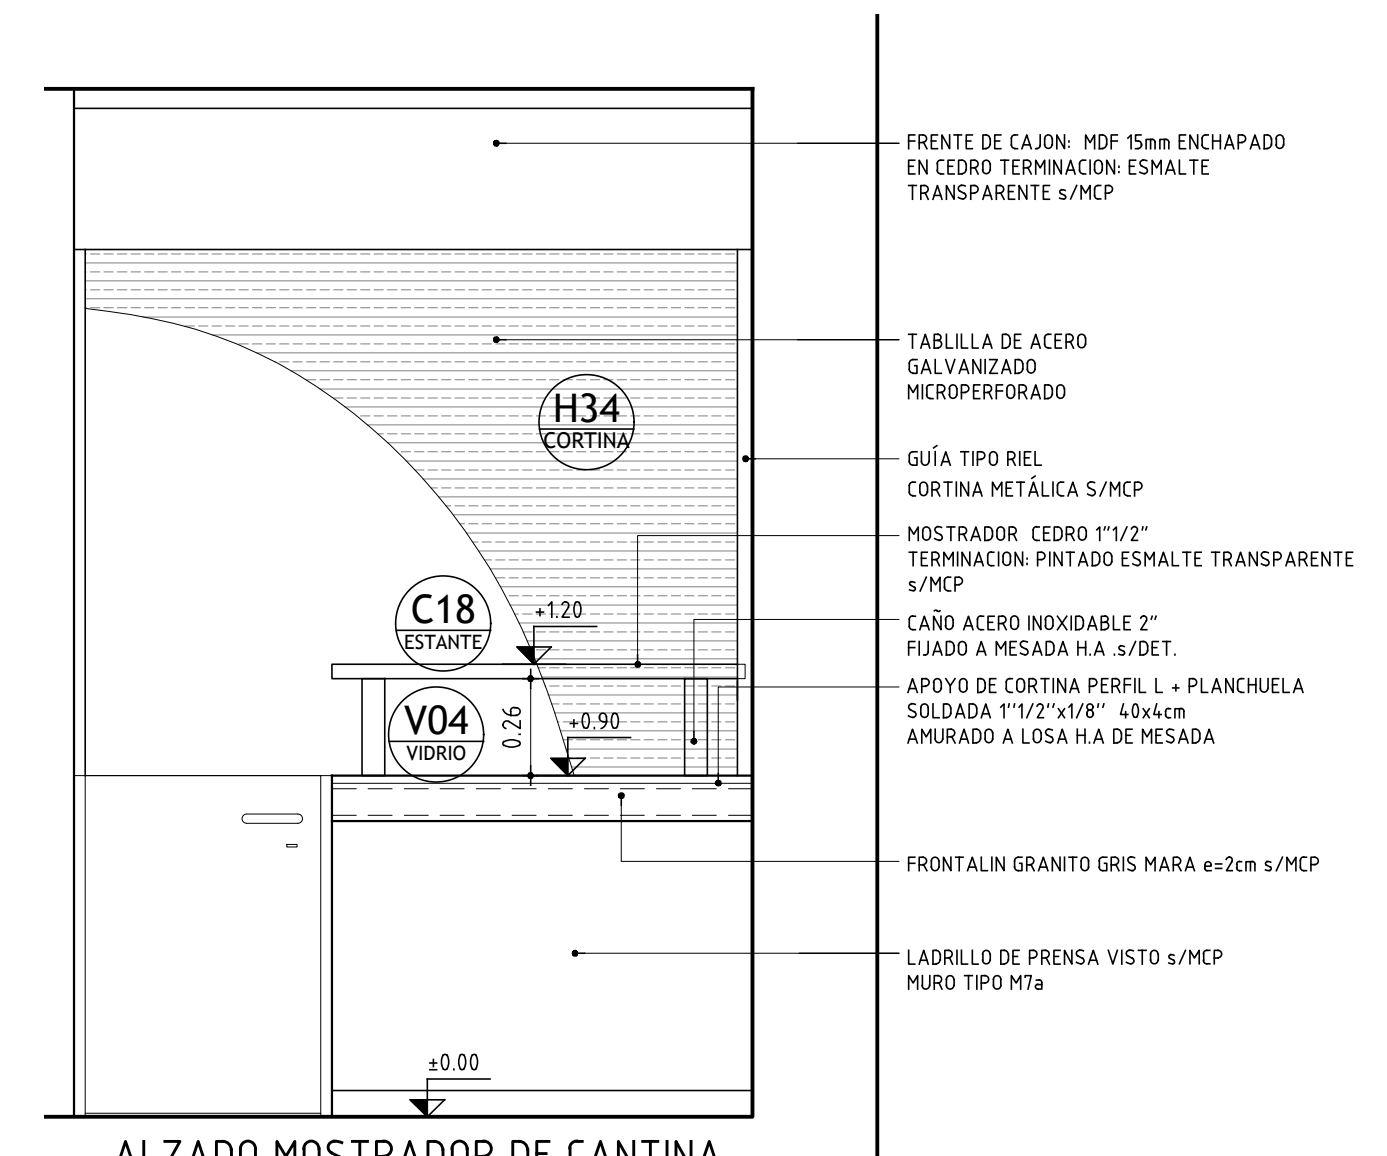 FRENTE DE CAJON: MDF 15mm ENCHAPADO
EN CEDRO TERMINACION: ESMALTE
TRANSPARENTE s/MCP
TABLILLA DE ACERO
GALVANIZADO
MICROPERFORADO
H34
CORTINA
GUÍA TIPO RIEL
CORTINA METÁLICA S/MCP
MOSTRADOR CEDRO 1"1/2"
TERMINACION: PINTADO ESMALTE TRANSPARENTE
s/MCP
C18
ESTANTE
+1.20
CAÑO ACERO INOXIDABLE 2"
FIJADO A MESADA H.A .s/DET.
V04
VIDRIO
0.26
+0.90
APOYO DE CORTINA PERFIL L + PLANCHUELA
SOLDADA 1''1/2''x1/8'' 40x4cm
AMURADO A LOSA H.A DE MESADA
FRONTALIN GRANITO GRIS MARA e=2cm s/MCP
LADRILLO DE PRENSA VISTO s/MCP
MURO TIPO M7a
±0.00
ALZADO MOSTRADOR DE CANTINA